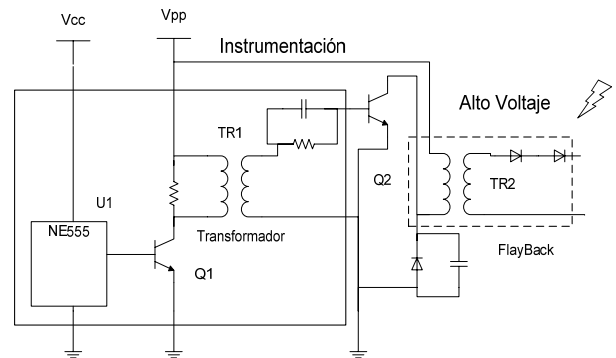 Vcc
Vpp
Instrumentación
Alto Voltaje
TR1
U1
NE555
Q2
TR2
Transformador
Q1
FlayBack